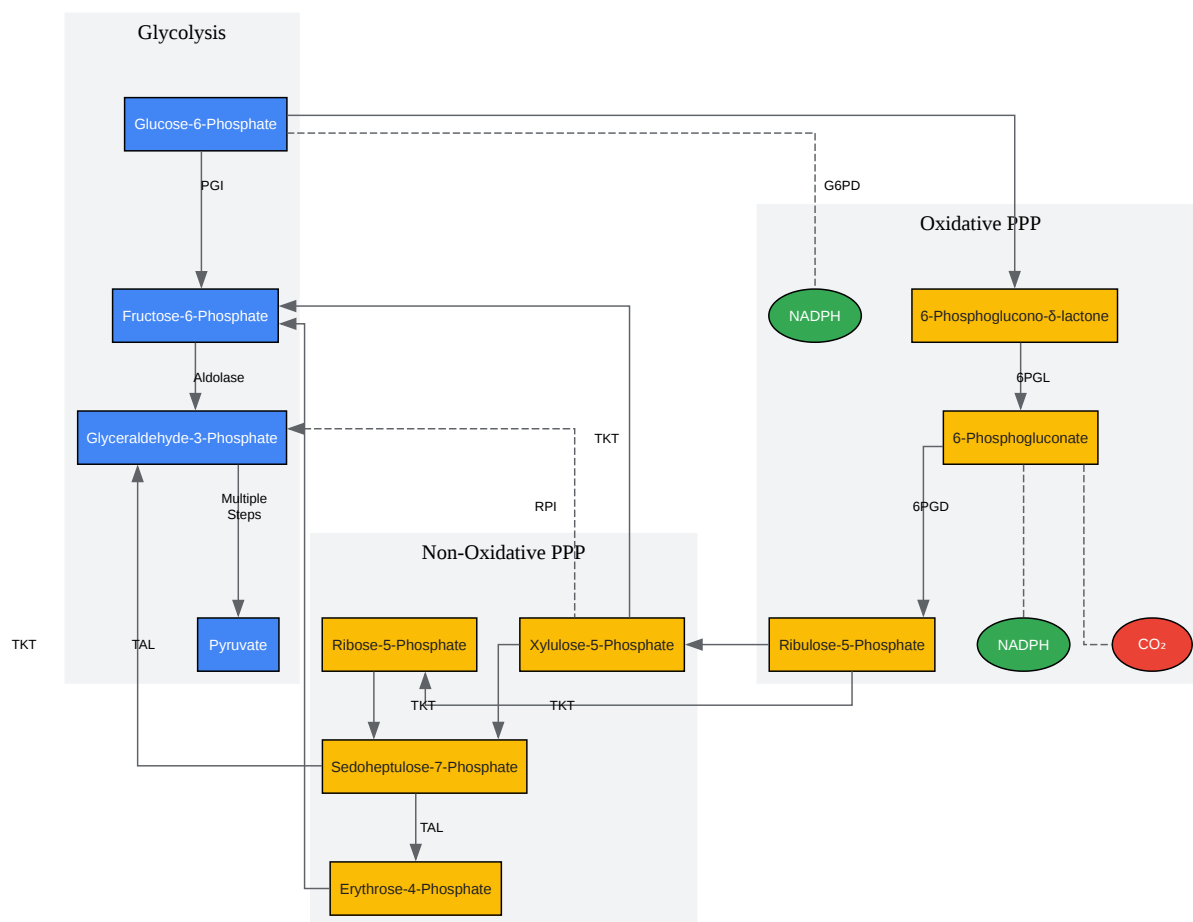 Glycolysis
Glucose-6-Phosphate
PGI
G6PD
Oxidative PPP
Fructose-6-Phosphate
NADPH
6-Phosphoglucono-δ-lactone
Aldolase
6PGL
Glyceraldehyde-3-Phosphate
TKT
6-Phosphogluconate
Multiple
Steps
RPI
6PGD
Non-Oxidative PPP
TKT
TAL
Pyruvate
Ribose-5-Phosphate
Xylulose-5-Phosphate
Ribulose-5-Phosphate
NADPH
CO₂
TKT
TKT
Sedoheptulose-7-Phosphate
TAL
Erythrose-4-Phosphate